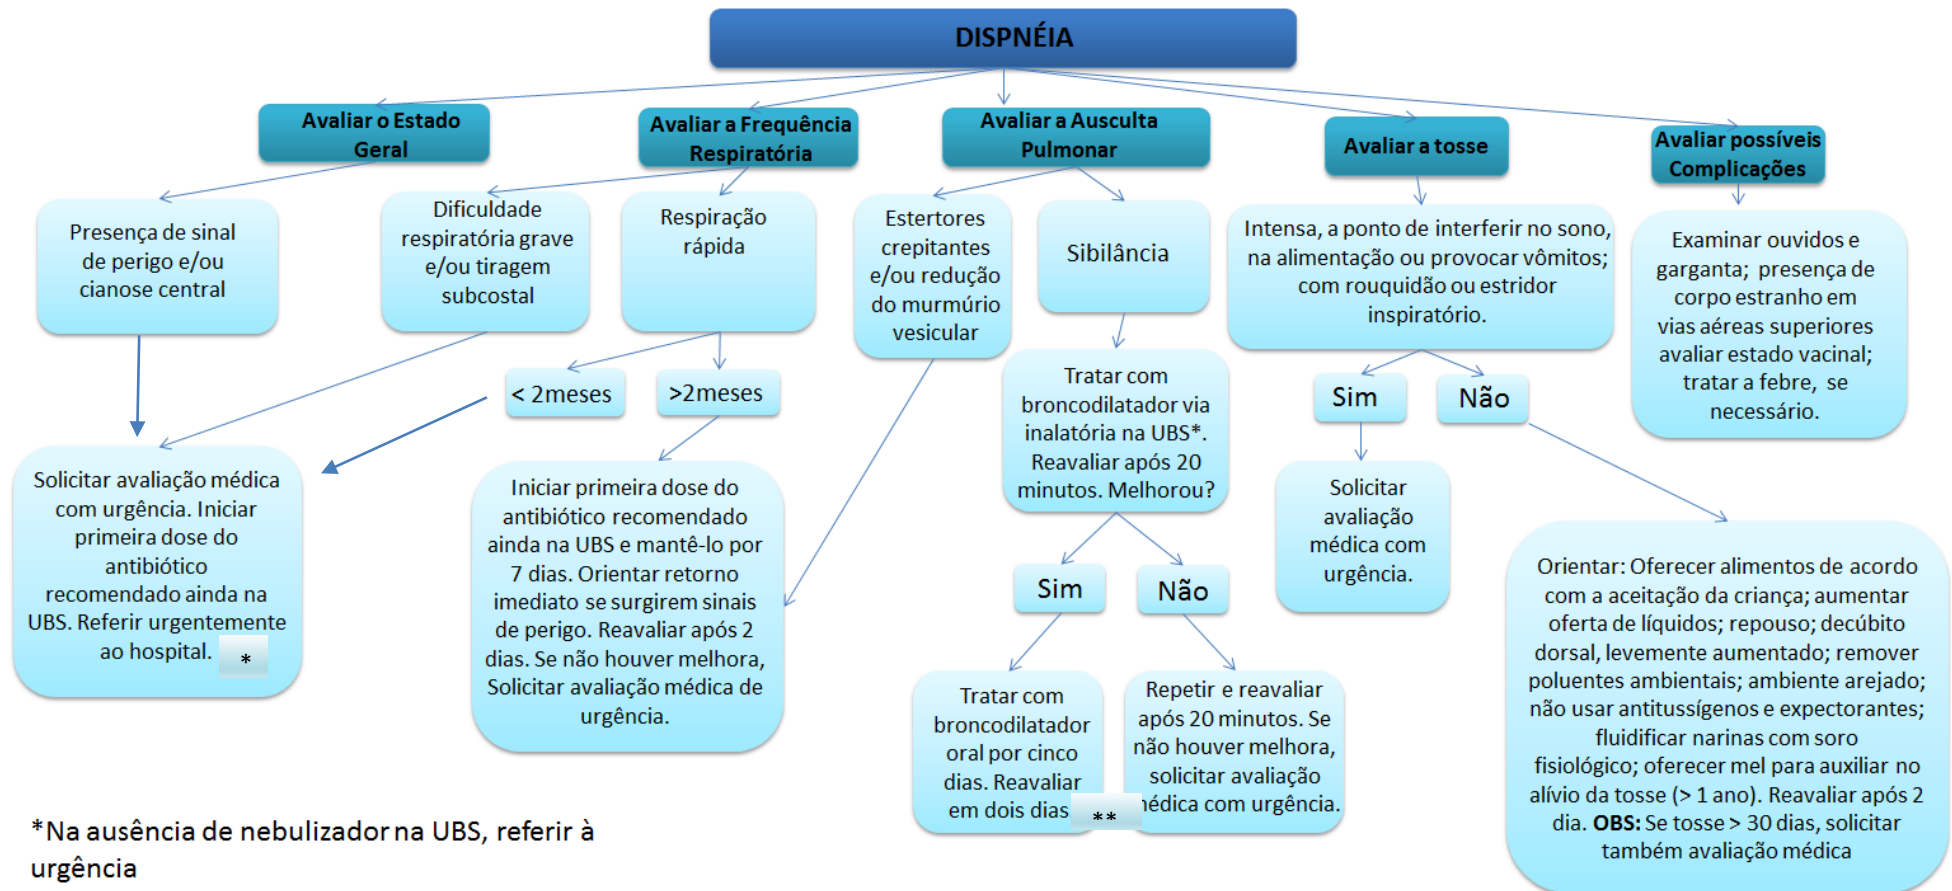 DISPNÉIA
Avaliar o Estado
Geral
Avaliar a Frequência
Respiratória
Avaliar a Ausculta
Pulmonar
Avaliar a tosse
Avaliar possíveis
Complicações
Presença de sinal
de perigo e/ou
cianose central
Dificuldade
respiratória grave
e/ou tiragem
subcostal
Respiração
rápida
Estertores
crepitantes
e/ou redução
do murmúrio
vesicular
Sibilância
Intensa, a ponto de interferir no sono,
na alimentação ou provocar vômitos;
com rouquidão ou estridor
inspiratório.
Examinar ouvidos e
garganta; presença de
corpo estranho em
vias aéreas superiores
avaliar estado vacinal;
tratar a febre, se
necessário.
< 2meses
>2meses
Tratar com
broncodilatador via
inalatória na UBS*.
Reavaliar após 20
minutos. Melhorou?
Sim
Não
Solicitar avaliação médica
com urgência. Iniciar
primeira dose do
antibiótico
recomendado ainda na
UBS. Referir urgentemente
ao hospital. *
Iniciar primeira dose do
antibiótico recomendado
ainda na UBS e mantê-lo por
7 dias. Orientar retorno
imediato se surgirem sinais
de perigo. Reavaliar após 2
dias. Se não houver melhora,
Solicitar avaliação médica de
urgência.
Sim
Não
Solicitar
avaliação
médica com
urgência.
Orientar: Oferecer alimentos de acordo
com a aceitação da criança; aumentar
oferta de líquidos; repouso; decúbito
dorsal, levemente aumentado; remover
poluentes ambientais; ambiente arejado;
não usar antitussígenos e expectorantes;
fluidificar narinas com soro
fisiológico; oferecer mel para auxiliar no
alívio da tosse (> 1 ano). Reavaliar após 2
dia. OBS: Se tosse > 30 dias, solicitar
também avaliação médica
Tratar com
broncodilatador
oral por cinco
dias. Reavaliar
em dois dias. **
Repetir e reavaliar
após 20 minutos. Se
não houver melhora,
solicitar avaliação
médica com urgência.
*Na ausência de nebulizador na UBS, referir à
urgência